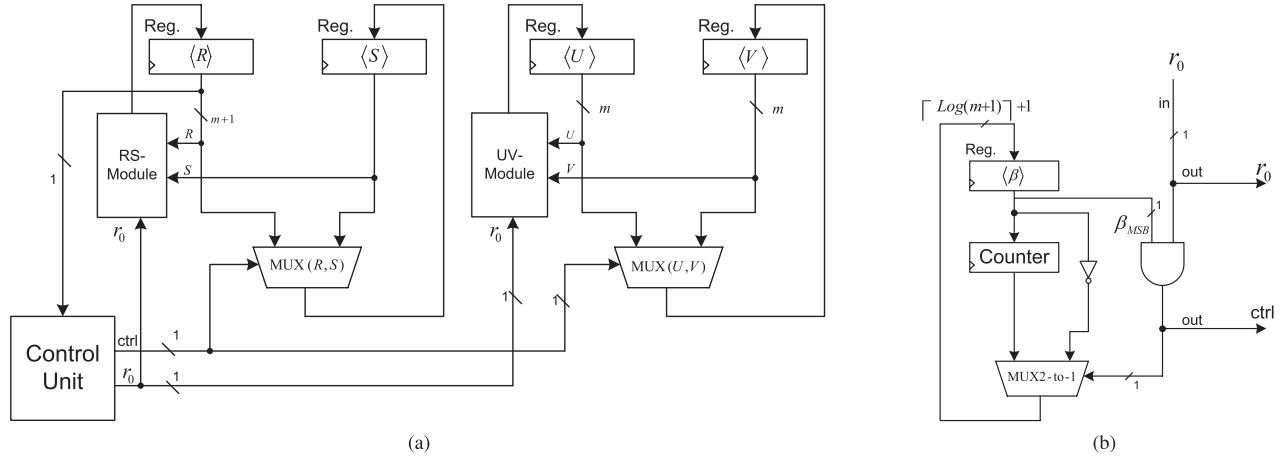 Reg.
⟨R⟩
Reg.
⟨S⟩
Reg.
⟨U⟩
Reg.
⟨V⟩
m+1
m
m
1
RS-
Module
R
S
UV-
Module
U
V
r₀
r₀
MUX(R,S)
MUX(U,V)
1
1
Control
Unit
ctrl
1
r₀
1
(a)
⌈Log(m+1)⌉+1
Reg.
⟨β⟩
r₀
in
1
out
r₀
β_MSB
1
Counter
out
ctrl
MUX2-to-1
1
(b)